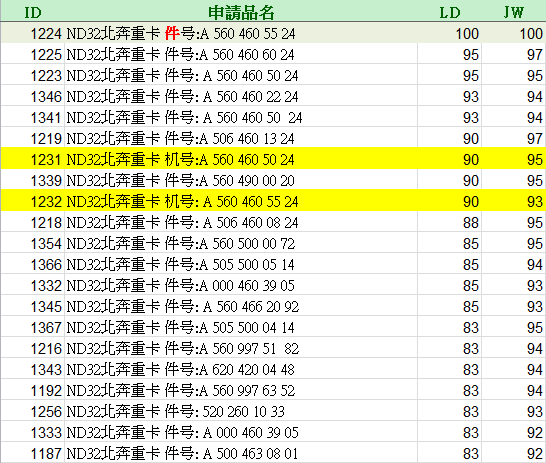 ID 申請品名 LD JW
1224 ND32北奔重卡 件号:A 560 460 55 24 100 100
1225 ND32北奔重卡 件号:A 560 460 60 24 95 97
1223 ND32北奔重卡 件号: A 560 460 50 24 95 95
1346 ND32北奔重卡 件号: A 560 460 22 24 93 94
1341 ND32北奔重卡 件号: A 560 460 50  24 93 94
1219 ND32北奔重卡 件号:A 506 460 13 24 90 97
1231 ND32北奔重卡 机号:A 560 460 50 24 90 95
1339 ND32北奔重卡 件号:A 560 490 00 20 90 95
1232 ND32北奔重卡 机号: A 560 460 55 24 90 93
1218 ND32北奔重卡 件号: A 506 460 08 24 88 95
1354 ND32北奔重卡 件号:A 560 500 00 72 85 95
1366 ND32北奔重卡 件号:A 505 500 05 14 85 94
1332 ND32北奔重卡 件号:A 000 460 39 05 85 93
1345 ND32北奔重卡 件号: A 560 466 20 92 85 93
1367 ND32北奔重卡 件号:A 505 500 04 14 83 95
1216 ND32北奔重卡 件号:A 560 997 51  82 83 94
1343 ND32北奔重卡 件号:A 620 420 04 48 83 94
1192 ND32北奔重卡 件号:A 560 997 63 52 83 94
1256 ND32北奔重卡 件号: 520 260 10 33 83 93
1333 ND32北奔重卡 件号: A 000 460 39 05 83 92
1187 ND32北奔重卡 件号: A 500 463 08 01 83 92